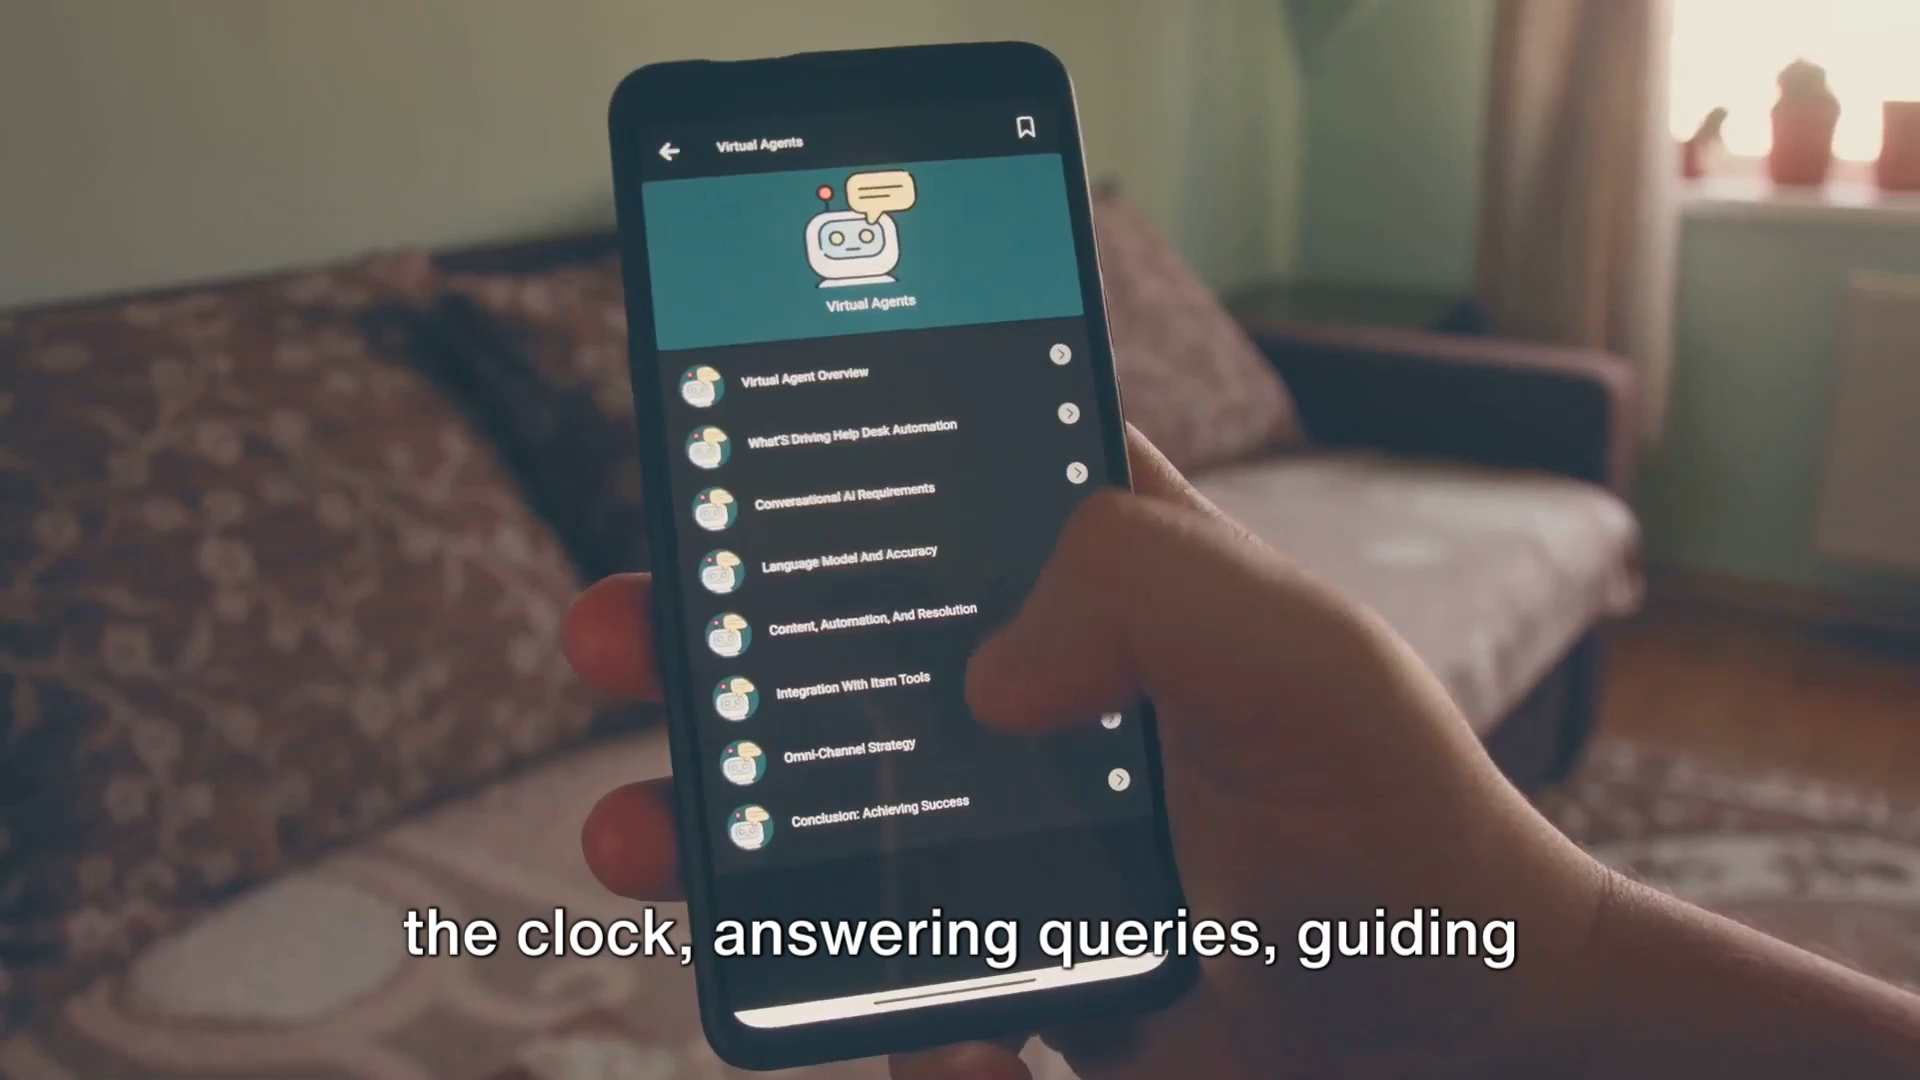 Virtual Agents
Virtual Agents
Virtual Agent Overview
What'S Driving Help Desk Automation
Conversational Ai Requirements
Language Model And Accuracy
Content, Automation, And Resolution
Integration With Itsm Tools
Omni-Channel Strategy
Conclusion: Achieving Success
the clock, answering queries, guiding